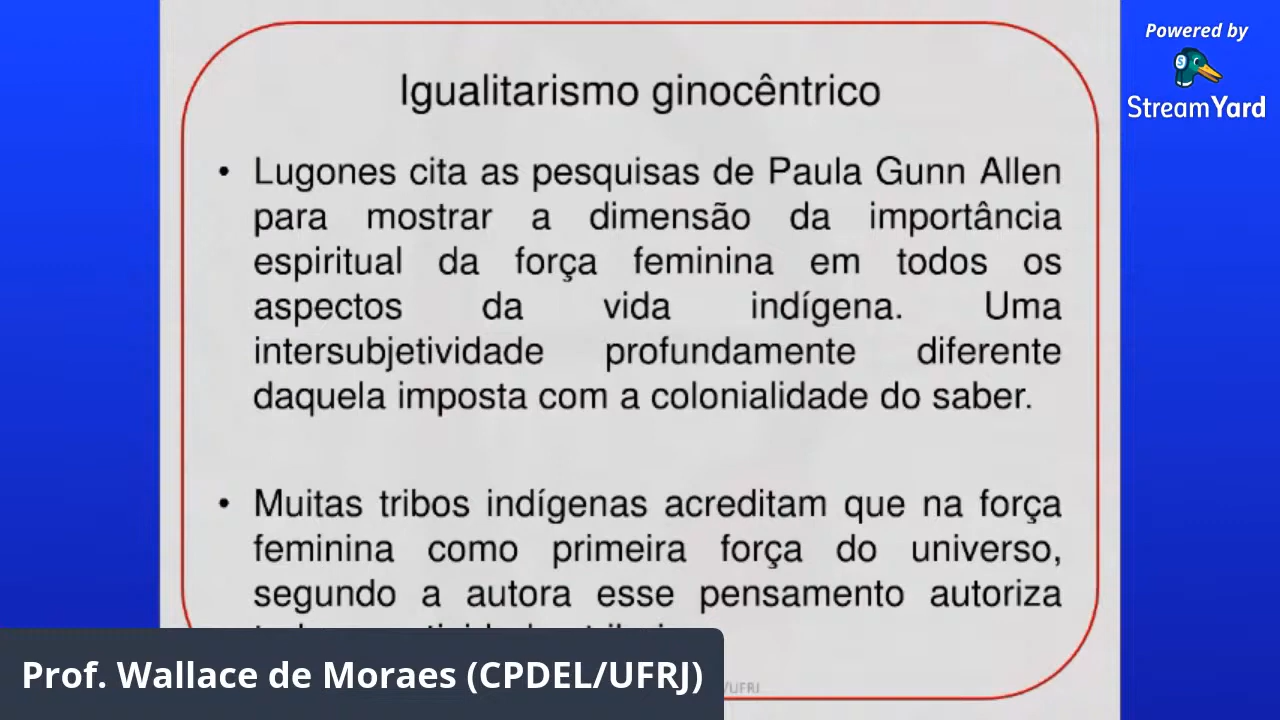 Powered by
StreamYard
Igualitarismo ginocêntrico
• Lugones cita as pesquisas de Paula Gunn Allen
para mostrar a dimensão da importância
espiritual da força feminina em todos os
aspectos da vida indígena. Uma
intersubjetividade profundamente diferente
daquela imposta com a colonialidade do saber.
• Muitas tribos indígenas acreditam que na força
feminina como primeira força do universo,
segundo a autora esse pensamento autoriza
Prof. Wallace de Moraes (CPDEL/UFRJ)
/UFRJ